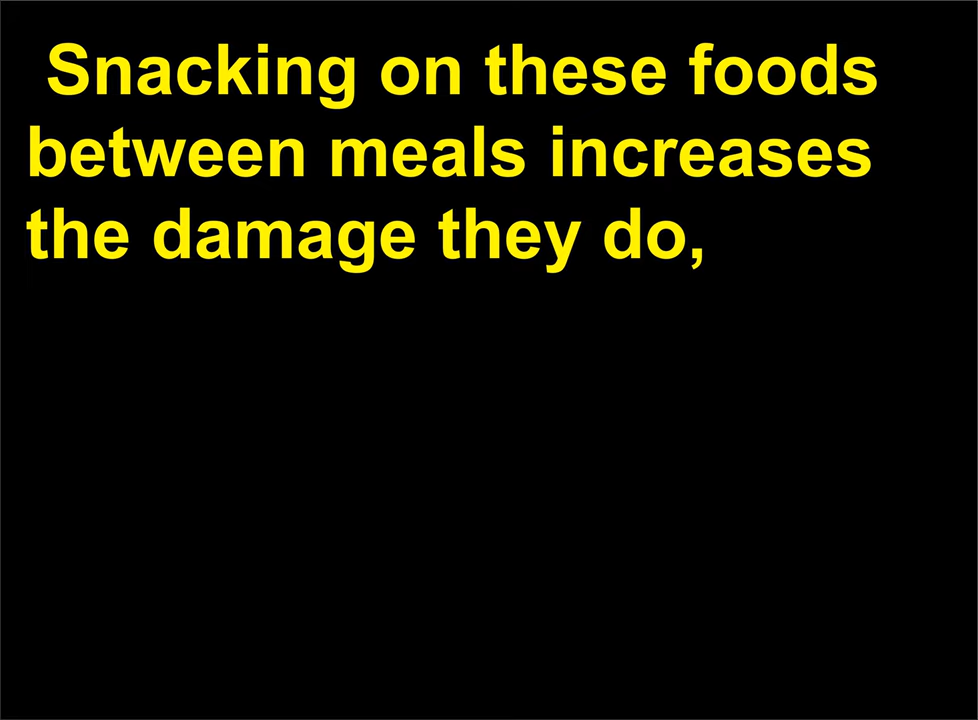 Snacking on these foods
between meals increases
the damage they do,